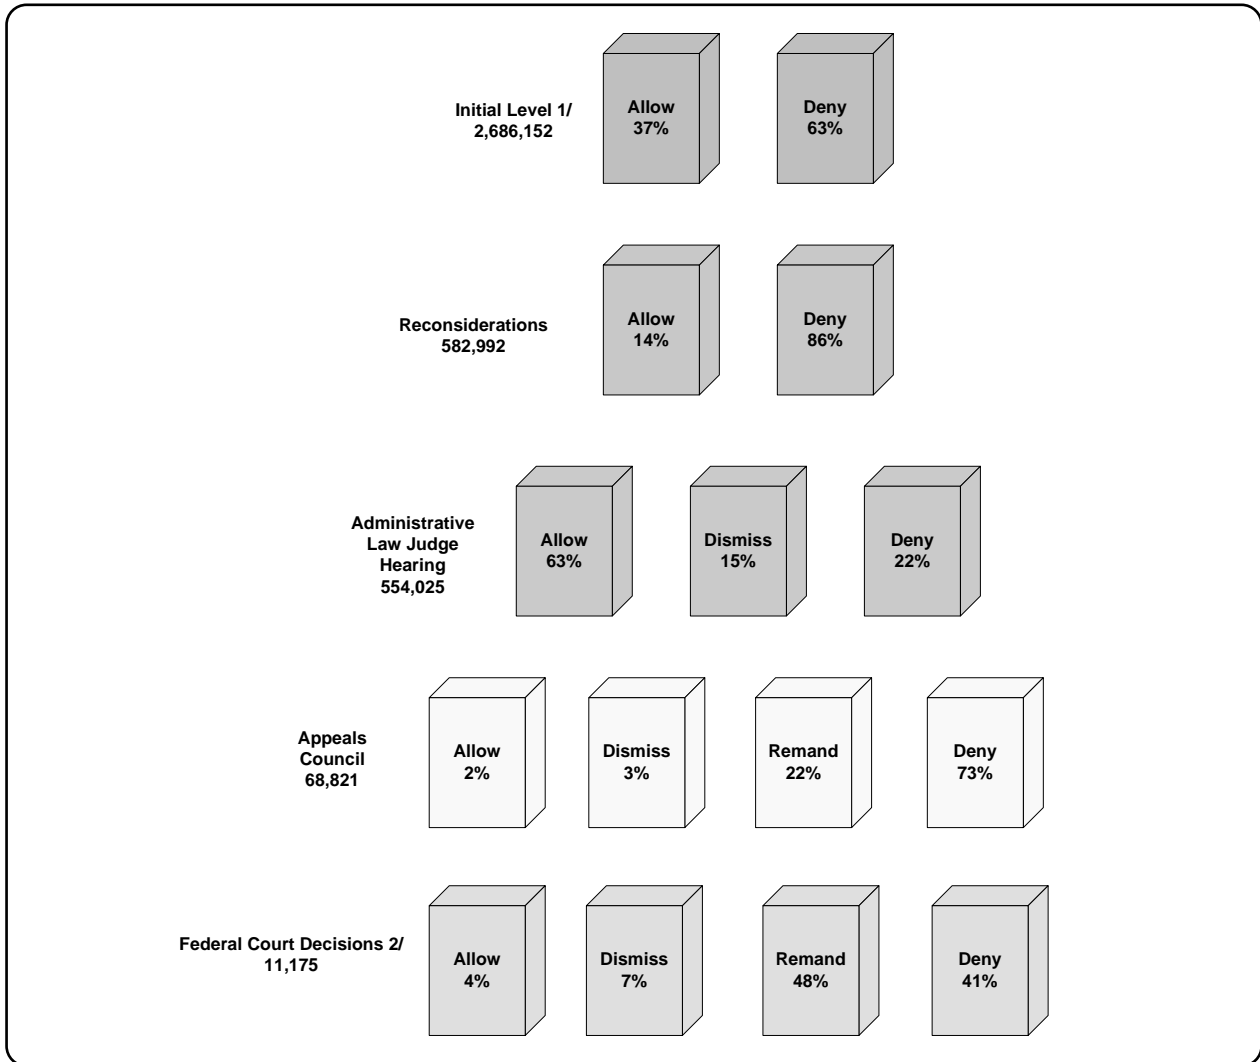 Initial Level 1/
2,686,152
Allow
37%
Deny
63%
Reconsiderations
582,992
Allow
14%
Deny
86%
Administrative
Law Judge
Hearing
554,025
Allow
63%
Dismiss
15%
Deny
22%
Appeals
Council
68,821
Allow
2%
Dismiss
3%
Remand
22%
Deny
73%
Federal Court Decisions 2/
11,175
Allow
4%
Dismiss
7%
Remand
48%
Deny
41%